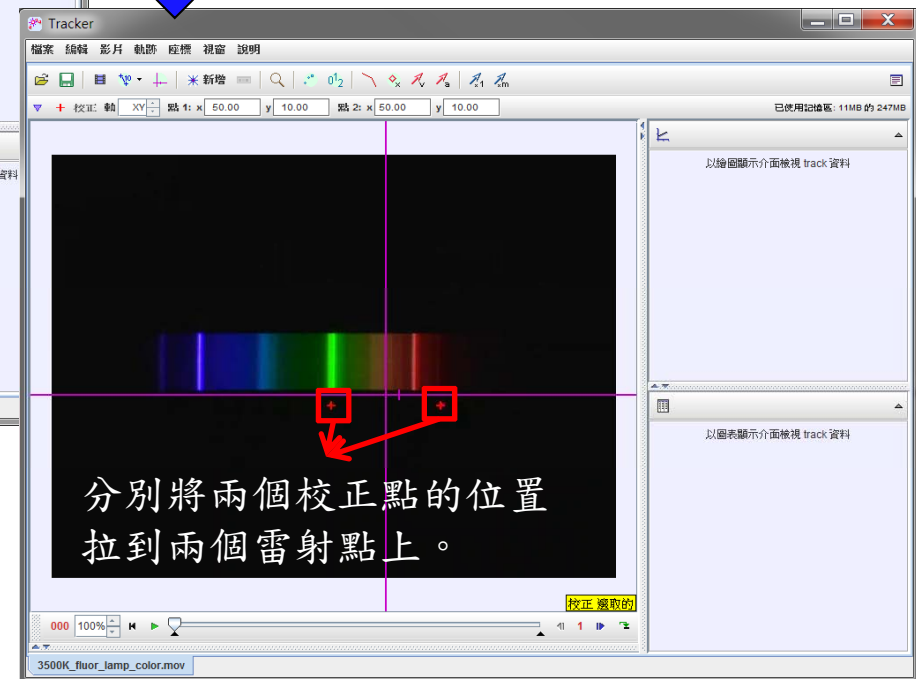 Tracker
檔案 編輯 影片 軌跡 座標 視窗 說明
新增
校正 軸 XY 點 1: x 50.00 y 10.00 點 2: x 50.00 y 10.00 已使用記憶區: 11MB 的 247MB
資料
以繪圖顯示介面檢視 track 資料
以圖表顯示介面檢視 track 資料
分別將兩個校正點的位置
拉到兩個雷射點上。
校正 選取的
000 100% 1
3500K_fluor_lamp_color.mov